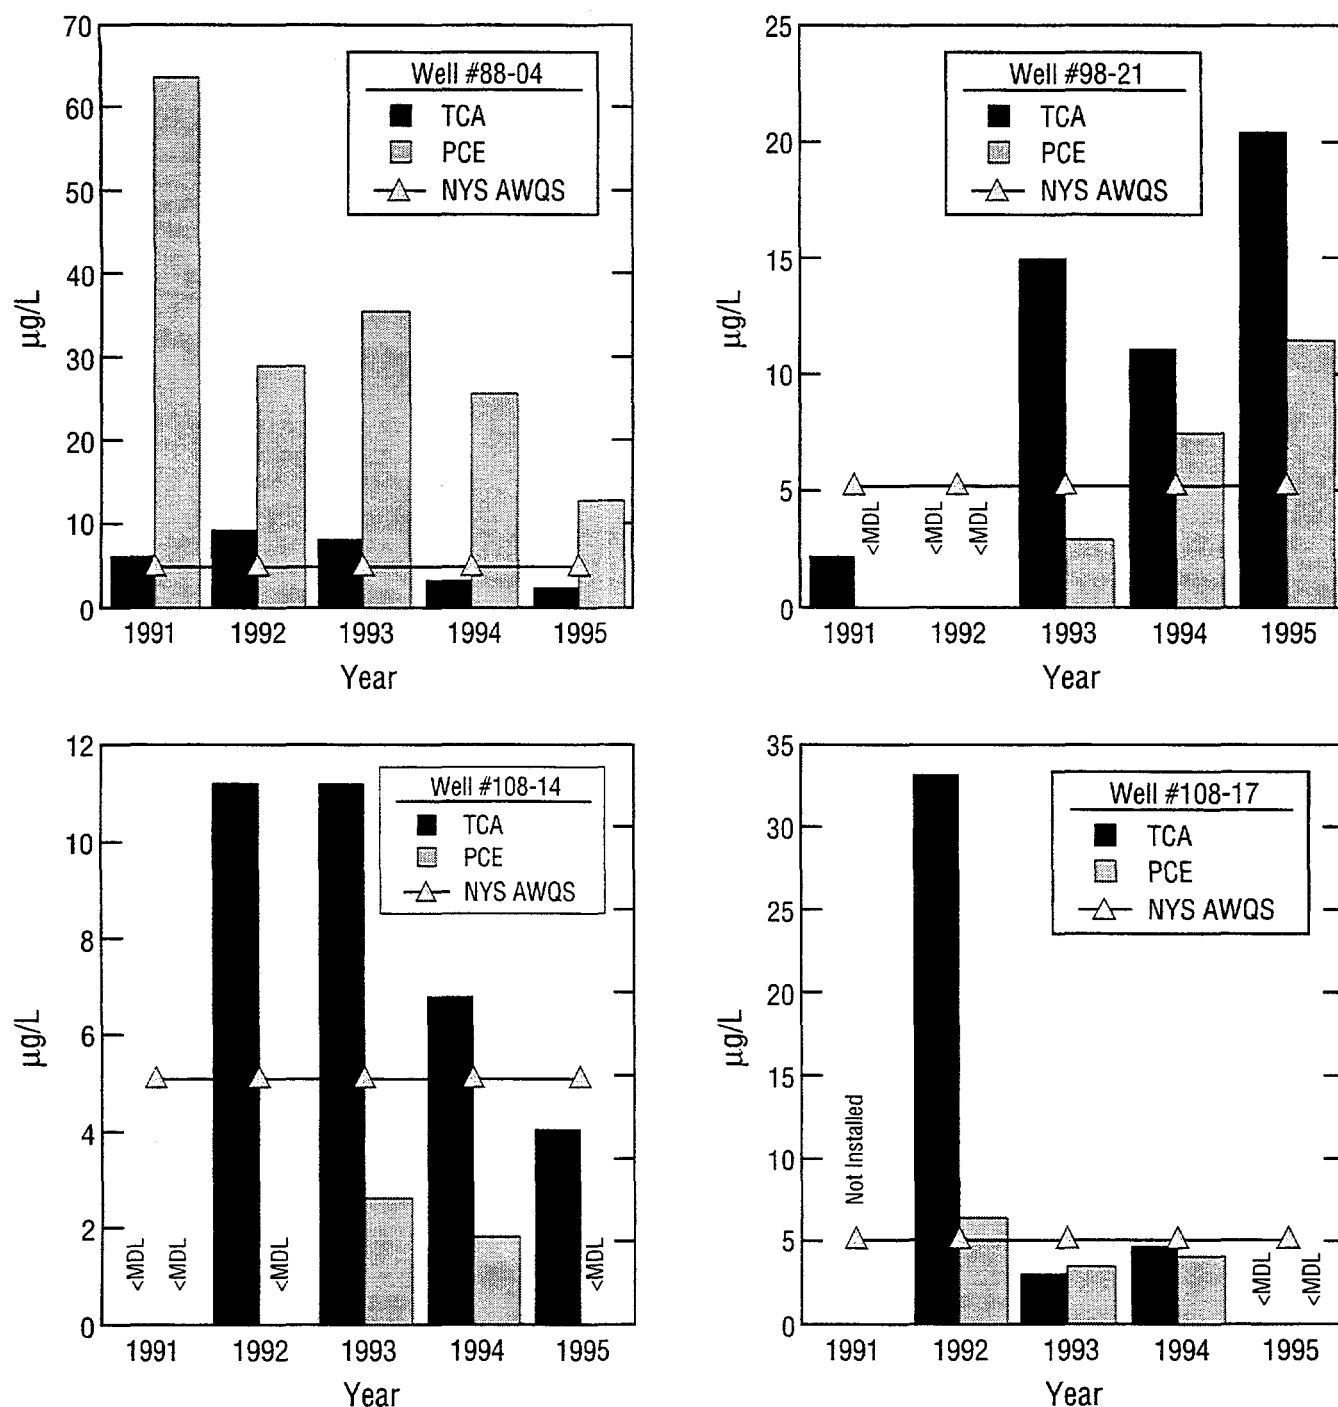 70
60
50
40
30
20
10
0
µg/L
Well #88-04
TCA
PCE
NYS AWQS
1991 1992 1993 1994 1995
Year
25
20
15
10
5
0
µg/L
Well #98-21
TCA
PCE
NYS AWQS
<MDL <MDL <MDL
1991 1992 1993 1994 1995
Year
12
10
8
6
4
2
0
µg/L
Well #108-14
TCA
PCE
NYS AWQS
<MDL <MDL <MDL <MDL
1991 1992 1993 1994 1995
Year
35
30
25
20
15
10
5
0
µg/L
Well #108-17
TCA
PCE
NYS AWQS
Not Installed
<MDL <MDL
1991 1992 1993 1994 1995
Year